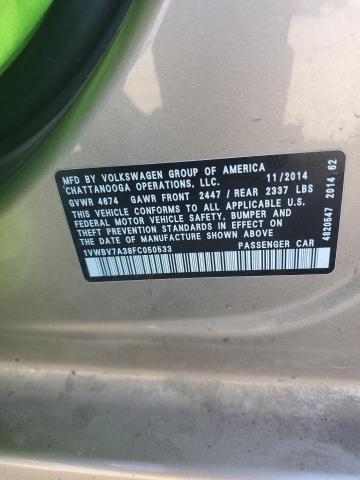 MFD BY VOLKSWAGEN GROUP OF AMERICA 11/2014
CHATTANOOGA OPERATIONS, LLC.
GVWR 4674 GAWR FRONT 2447 / REAR 2337 LBS
THIS VEHICLE CONFORMS TO ALL APPLICABLE U.S.
FEDERAL MOTOR VEHICLE SAFETY, BUMPER AND
THEFT PREVENTION STANDARDS IN EFFECT ON THE
DATE OF MANUFACTURE SHOWN ABOVE.
1VWBV7A38FC050533 PASSENGER CAR
4820547 2014 62